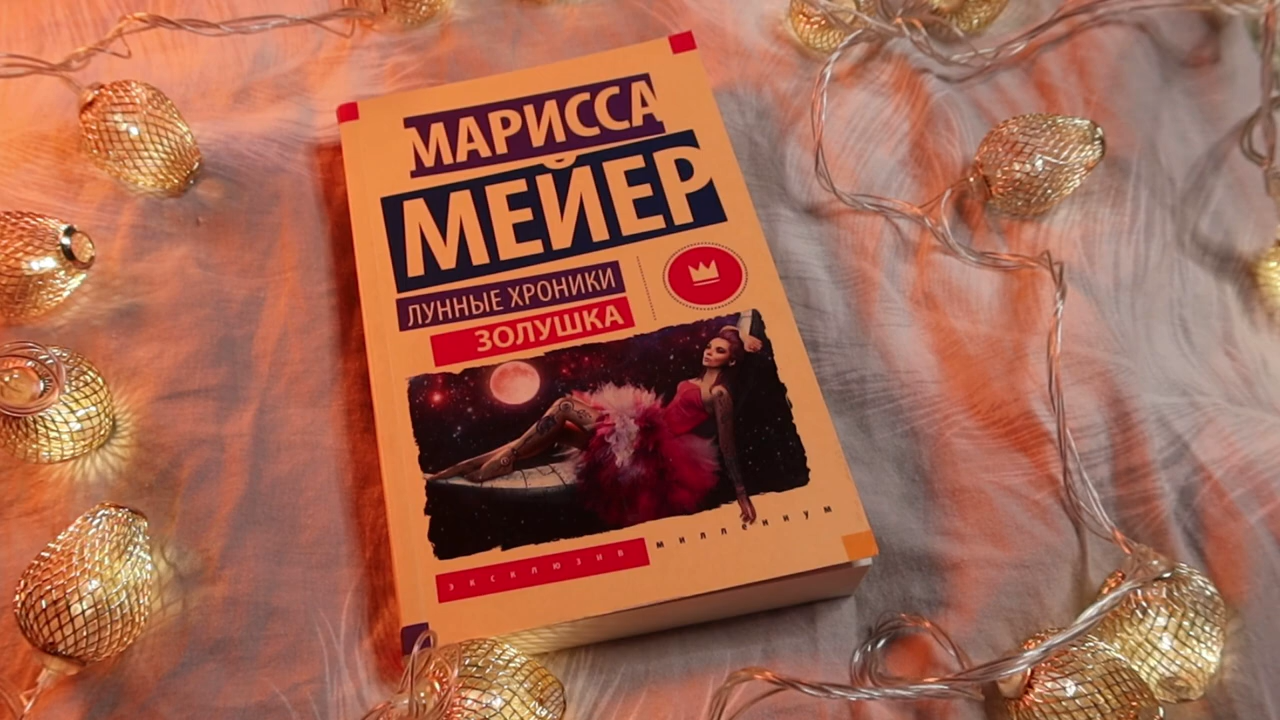 МАРИССА
МЕЙЕР
ЛУННЫЕ ХРОНИКИ
ЗОЛУШКА
эксклюзив миллениум